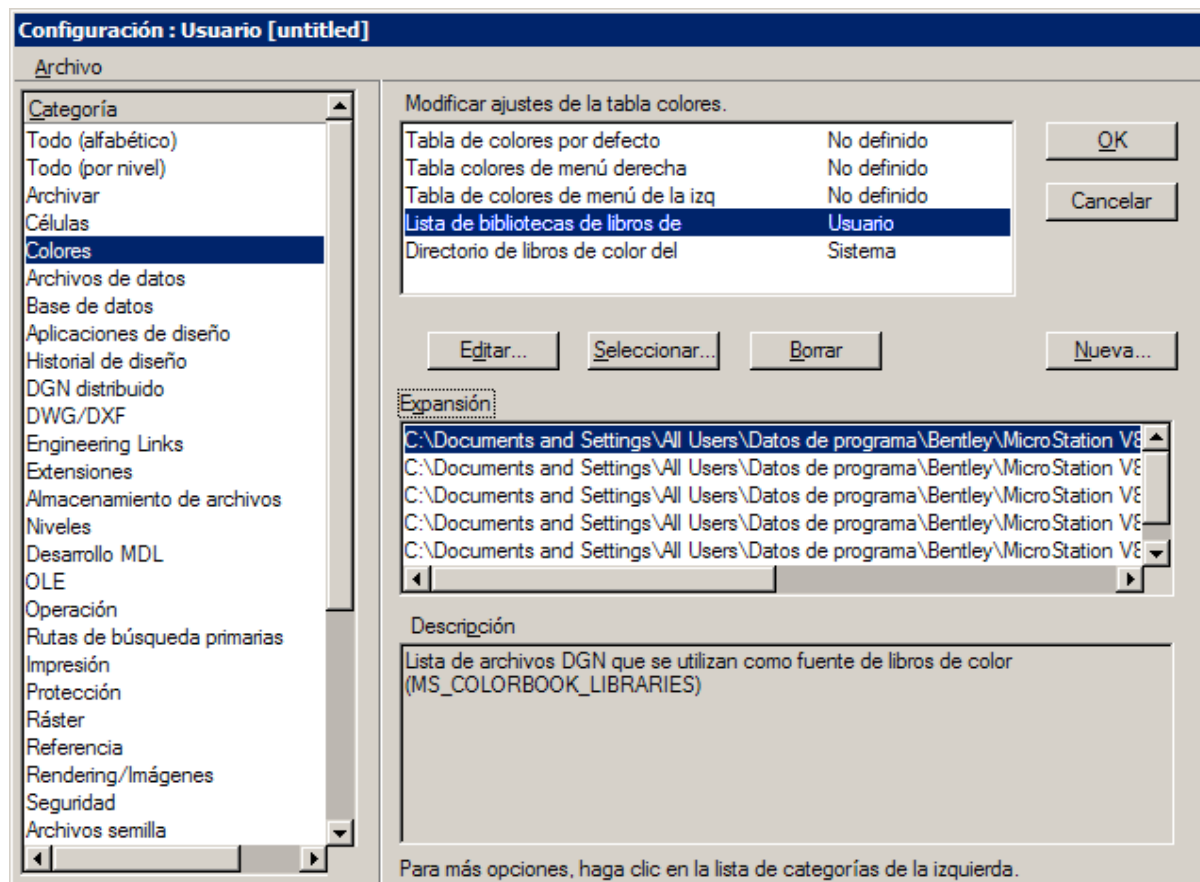 Configuración : Usuario [untitled]
Archivo
Categoría
Todo (alfabético)
Todo (por nivel)
Archivar
Células
Colores
Archivos de datos
Base de datos
Aplicaciones de diseño
Historial de diseño
DGN distribuido
DWG/DXF
Engineering Links
Extensiones
Almacenamiento de archivos
Niveles
Desarrollo MDL
OLE
Operación
Rutas de búsqueda primarias
Impresión
Protección
Ráster
Referencia
Rendering/Imágenes
Seguridad
Archivos semilla
Modificar ajustes de la tabla colores.
Tabla de colores por defecto No definido
Tabla colores de menú derecha No definido
Tabla de colores de menú de la izq No definido
Lista de bibliotecas de libros de Usuario
Directorio de libros de color del Sistema
OK
Cancelar
Editar... Seleccionar... Borrar Nueva...
Expansión
C:\Documents and Settings\All Users\Datos de programa\Bentley\MicroStation V8
C:\Documents and Settings\All Users\Datos de programa\Bentley\MicroStation V8
C:\Documents and Settings\All Users\Datos de programa\Bentley\MicroStation V8
C:\Documents and Settings\All Users\Datos de programa\Bentley\MicroStation V8
C:\Documents and Settings\All Users\Datos de programa\Bentley\MicroStation V8
Descripción
Lista de archivos DGN que se utilizan como fuente de libros de color
(MS_COLORBOOK_LIBRARIES)
Para más opciones, haga clic en la lista de categorías de la izquierda.